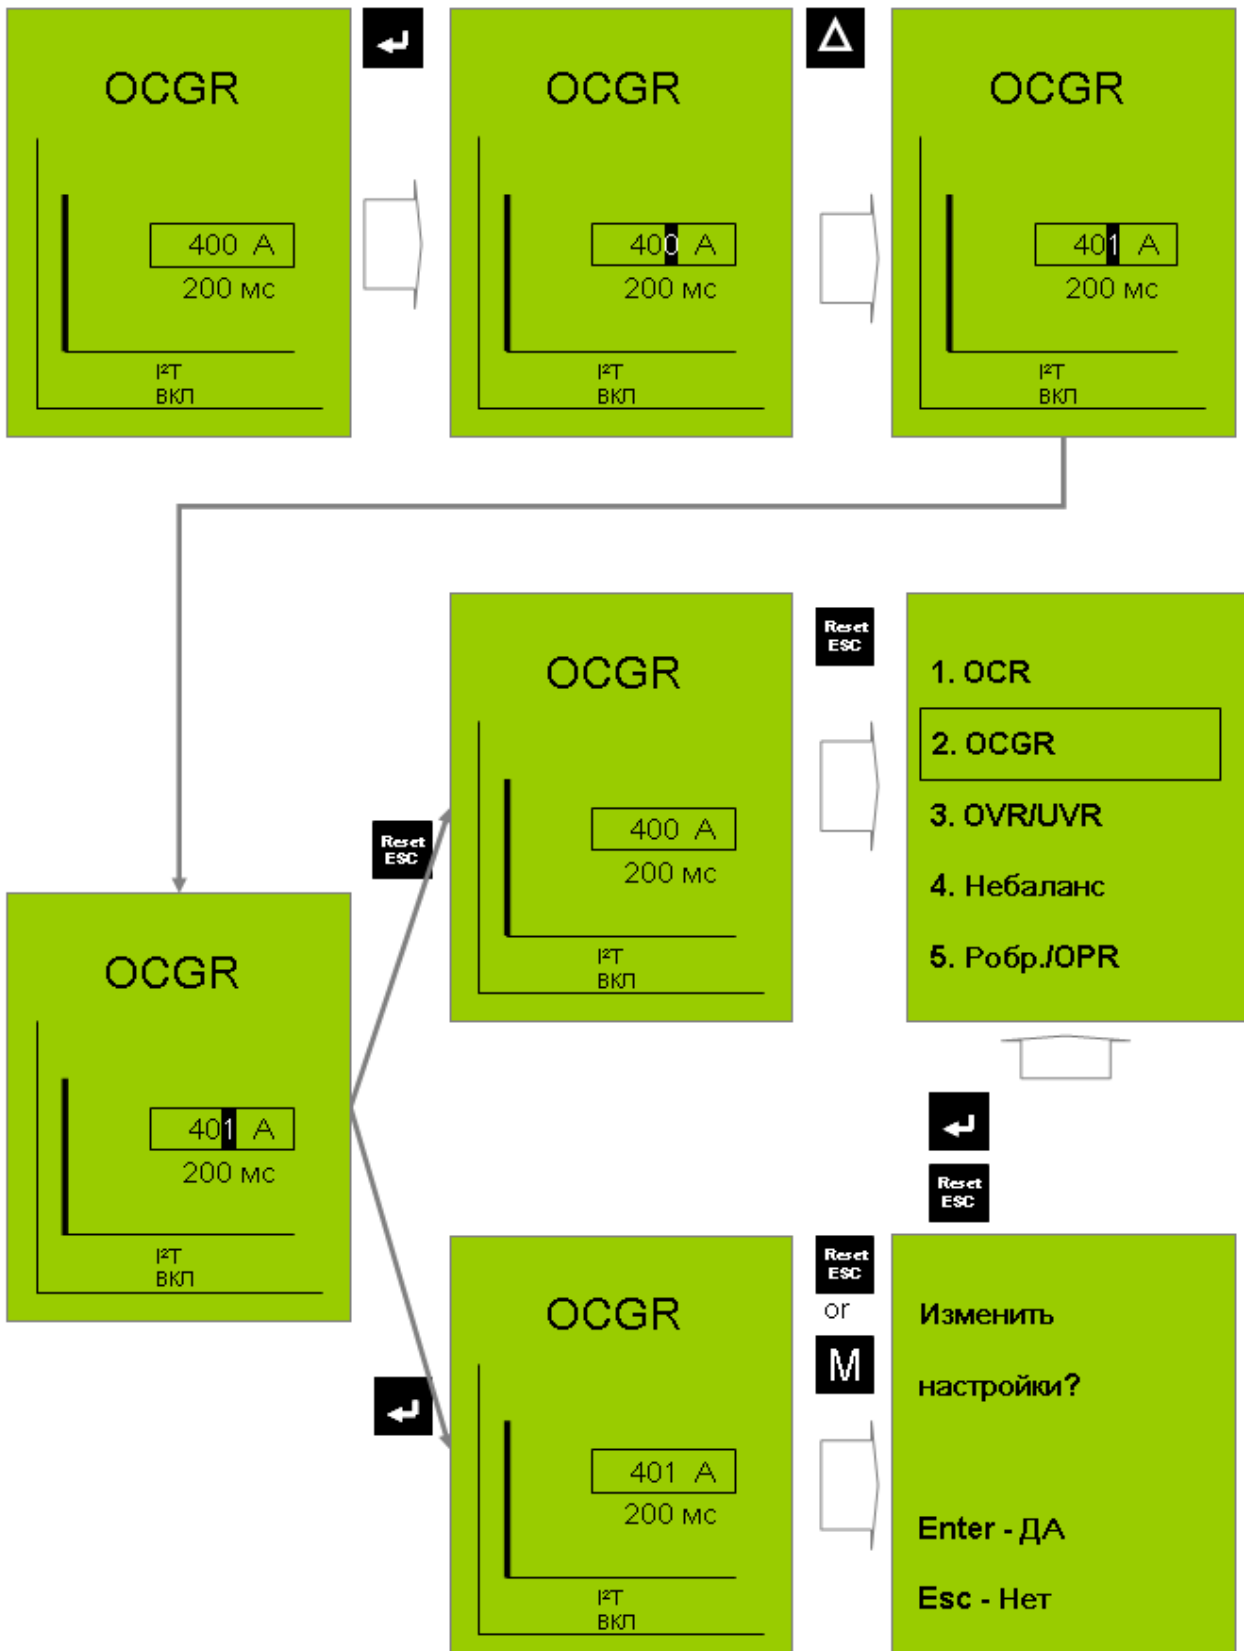 OCGR
400 A
200 мс
I²T
ВКЛ
OCGR
400 A
200 мс
I²T
ВКЛ
OCGR
401 A
200 мс
I²T
ВКЛ
OCGR
401 A
200 мс
I²T
ВКЛ
Reset
ESC
OCGR
400 A
200 мс
I²T
ВКЛ
Reset
ESC
1. OCR
2. OCGR
3. OVR/UVR
4. Небаланс
5. Робр./OPR
Reset
ESC
OCGR
401 A
200 мс
I²T
ВКЛ
Reset
ESC
or
M
Изменить
настройки?
Enter - ДА
Esc - Нет